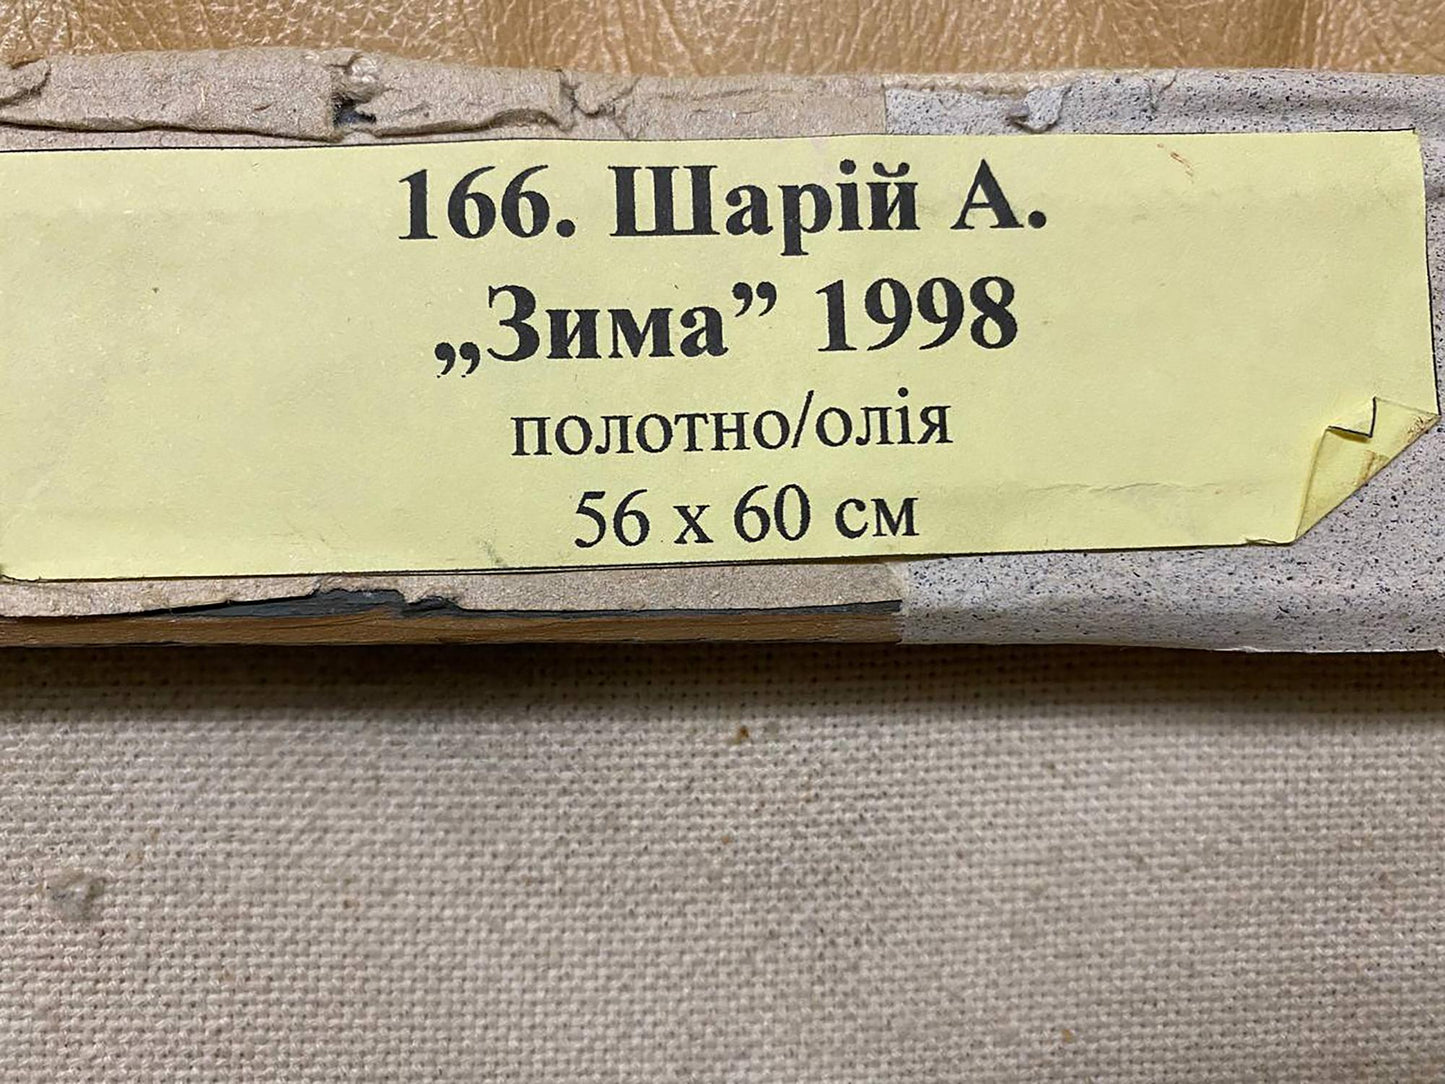 166. Шарій А.
„Зима” 1998
полотно/олія
56 х 60 см